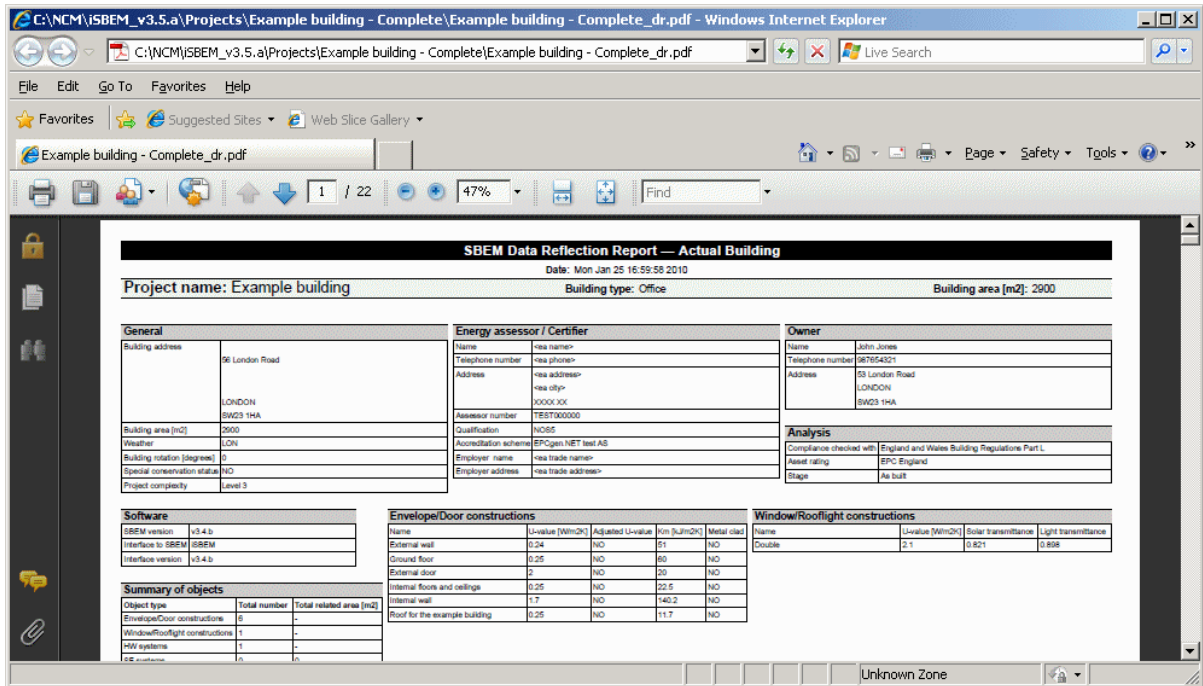 C:\NCM\iSBEM_v3.5.a\Projects\Example building - Complete\Example building - Complete_dr.pdf - Windows Internet Explorer
C:\NCM\iSBEM_v3.5.a\Projects\Example building - Complete\Example building - Complete_dr.pdf
Live Search
File Edit Go To Favorites Help
Favorites Suggested Sites Web Slice Gallery
Example building - Complete_dr.pdf
Page Safety Tools
1 / 22 47% Find
SBEM Data Reflection Report — Actual Building
Date: Mon Jan 25 16:59:58 2010
Project name: Example building Building type: Office Building area [m2]: 2900
General
Building address
56 London Road
LONDON
SW23 1HA
Building area [m2] 2900
Weather LON
Building rotation [degrees] 0
Special conservation status NO
Project complexity Level 3
Energy assessor / Certifier
Name <ea name>
Telephone number <ea phone>
Address <ea address>
<ea city>
XXXX XX
Assessor number TEST000000
Qualification NOS5
Accreditation scheme EPCgen.NET test AS
Employer name <ea trade name>
Employer address <ea trade address>
Owner
Name John Jones
Telephone number 987654321
Address 53 London Road
LONDON
SW23 1HA
Analysis
Compliance checked with England and Wales Building Regulations Part L
Asset rating EPC England
Stage As built
Software
SBEM version v3.4.b
Interface to SBEM iSBEM
Interface version v3.4.b
Summary of objects
Object type Total number Total related area [m2]
Envelope/Door constructions 6 -
Window/Rooflight constructions 1 -
HW systems 1 -
SE systems 0 0
Envelope/Door constructions
Name U-value [W/m2K] Adjusted U-value Km [kJ/m2K] Metal clad
External wall 0.24 NO 51 NO
Ground floor 0.25 NO 60 NO
External door 2 NO 20 NO
Internal floors and ceilings 0.25 NO 22.5 NO
Internal wall 1.7 NO 140.2 NO
Roof for the example building 0.25 NO 11.7 NO
Window/Rooflight constructions
Name U-value [W/m2K] Solar transmittance Light transmittance
Double 2.1 0.821 0.898
Unknown Zone